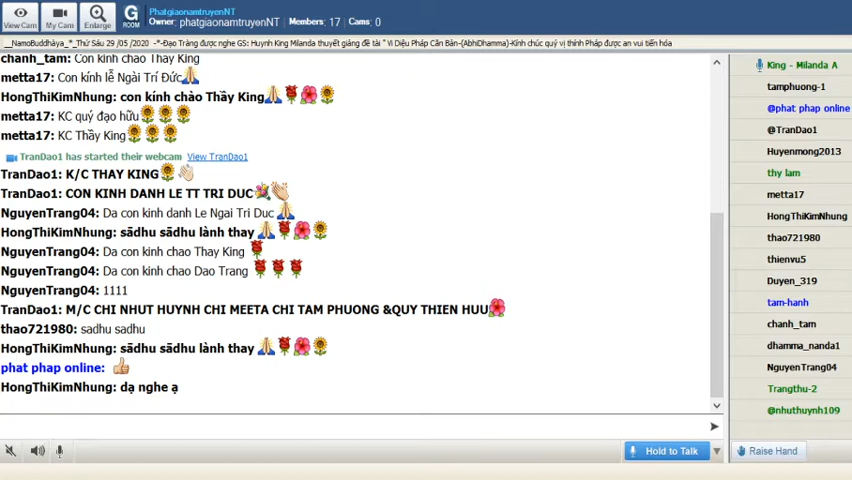 View Cam
My Cam
Enlarge
G
ROOM
PhatgiaonamtruyenNT
Owner: phatgiaonamtruyenNT Members: 17 Cams: 0
__NamoBuddhàya_*_Thứ Sáu 29 /05 /2020 -*-Đạo Tràng được nghe GS: Huynh King Milanda thuyết giảng đề tài " Vi Diệu Pháp Căn Bản-(AbhiDhamma)-Kính chúc quý vị thính Pháp được an vui tiến hóa
chanh_tam: Con kính chào Thầy King
metta17: Con kính lễ Ngài Trí Đức
HongThiKimNhung: con kính chào Thầy King
metta17: KC quý đạo hữu
metta17: KC Thầy King
TranDao1 has started their webcam View TranDao1
TranDao1: K/C THAY KING
TranDao1: CON KINH DANH LE TT TRI DUC
NguyenTrang04: Da con kinh danh Le Ngai Tri Duc
HongThiKimNhung: sādhu sādhu lành thay
NguyenTrang04: Da con kinh chao Thay King
NguyenTrang04: Da con kinh chao Dao Trang
NguyenTrang04: 1111
TranDao1: M/C CHI NHUT HUYNH CHI MEETA CHI TAM PHUONG &QUY THIEN HUU
thao721980: sadhu sadhu
HongThiKimNhung: sādhu sādhu lành thay
phat phap online:
HongThiKimNhung: dạ nghe ạ
Hold to Talk
King - Milanda A
tamphuong-1
@phat phap online
@TranDao1
Huyenmong2013
thy lam
metta17
HongThiKimNhung
thao721980
thienvu5
Duyen_319
tam-hanh
chanh_tam
dhamma_nanda1
NguyenTrang04
Trangthu-2
@nhuthuynh109
Raise Hand